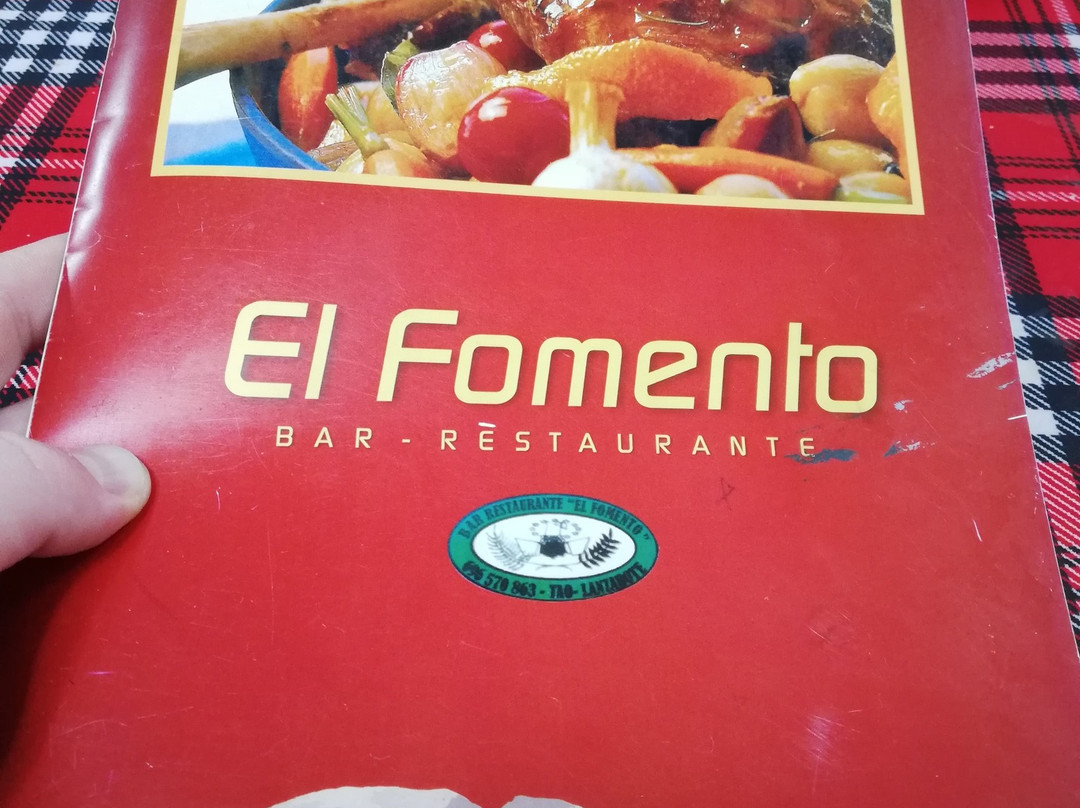 El Fomento
BAR - RESTAURANTE
BAR RESTAURANTE "EL FOMENTO"
696 570 863 - TAO - LANZAROTE